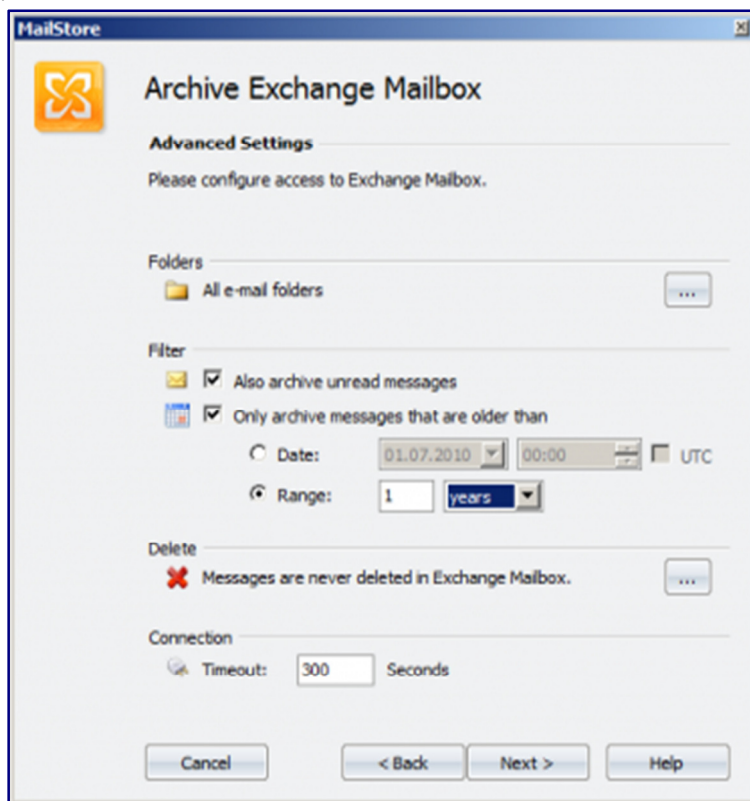 MailStore
Archive Exchange Mailbox
Advanced Settings
Please configure access to Exchange Mailbox.
Folders
All e-mail folders ...
Filter
Also archive unread messages
Only archive messages that are older than
Date: 01.07.2010 00:00 UTC
Range: 1 years
Delete
Messages are never deleted in Exchange Mailbox. ...
Connection
Timeout: 300 Seconds
Cancel < Back Next > Help